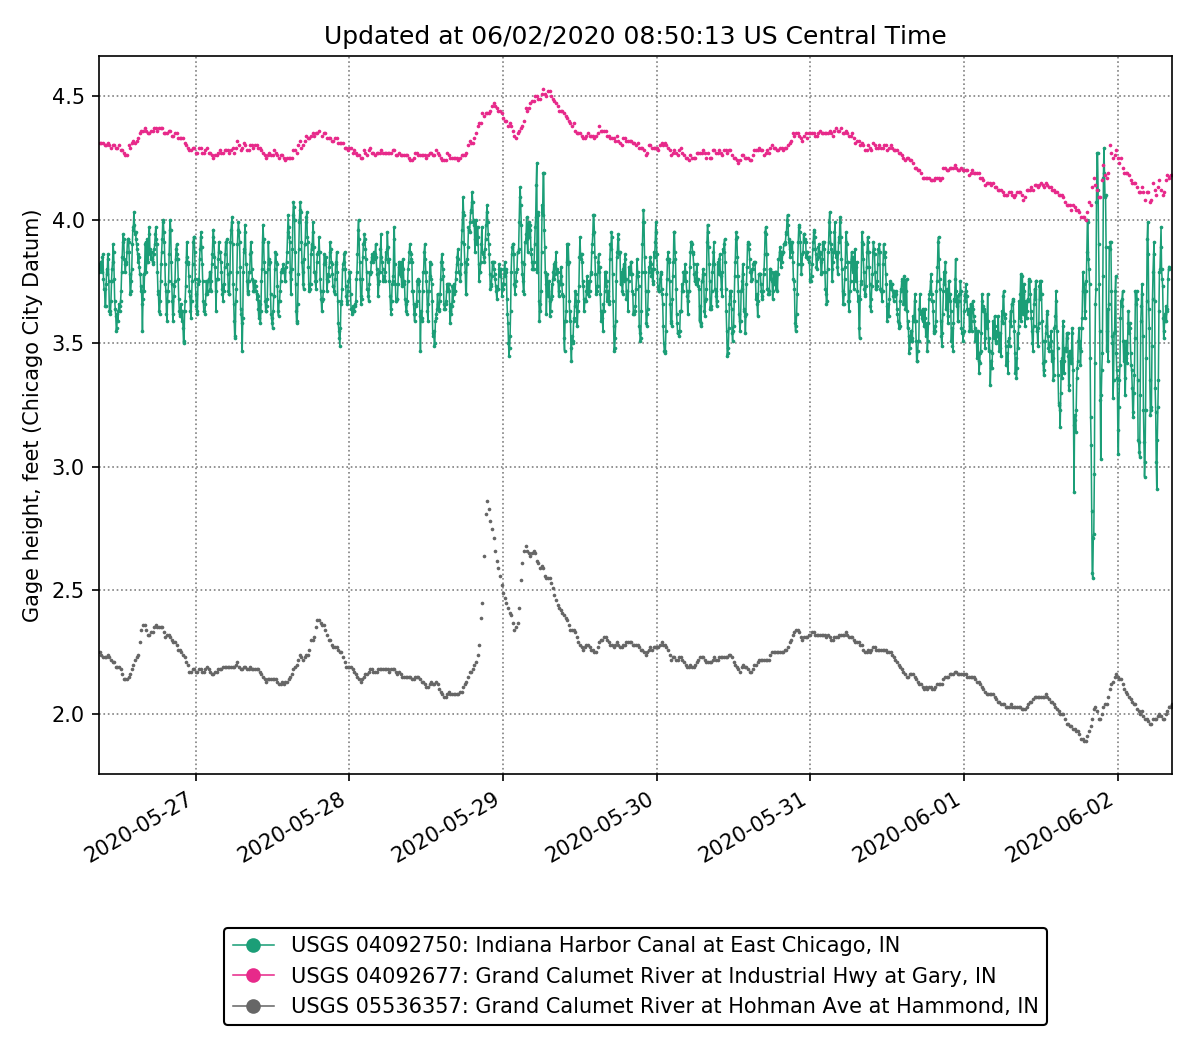 Updated at 06/02/2020 08:50:13 US Central Time
Gage height, feet (Chicago City Datum)
4.5
4.0
3.5
3.0
2.5
2.0
2020-05-27
2020-05-28
2020-05-29
2020-05-30
2020-05-31
2020-06-01
2020-06-02
USGS 04092750: Indiana Harbor Canal at East Chicago, IN
USGS 04092677: Grand Calumet River at Industrial Hwy at Gary, IN
USGS 05536357: Grand Calumet River at Hohman Ave at Hammond, IN